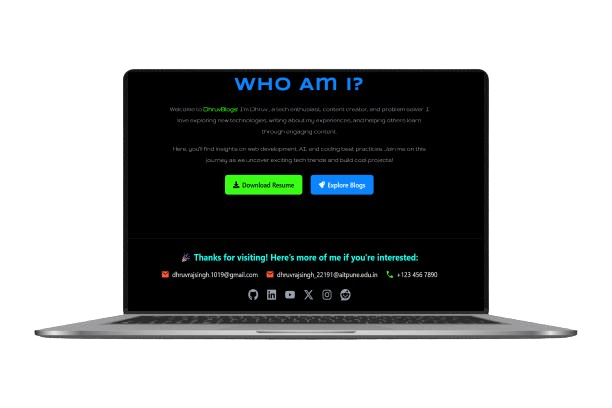 WHO AM I?
Welcome to DhruvBlogs! I'm Dhruv, a tech enthusiast, content creator, and problem solver. I
love exploring new technologies, writing about my experiences, and helping others learn
through engaging content.
Here, you'll find insights on web development, AI, and coding best practices. Join me on this
journey as we uncover exciting tech trends and build cool projects!
Download Resume
Explore Blogs
🎉 Thanks for visiting! Here's more of me if you're interested:
dhruvrajsingh.1019@gmail.com dhruvrajsingh_22191@aitpune.edu.in +123 456 7890